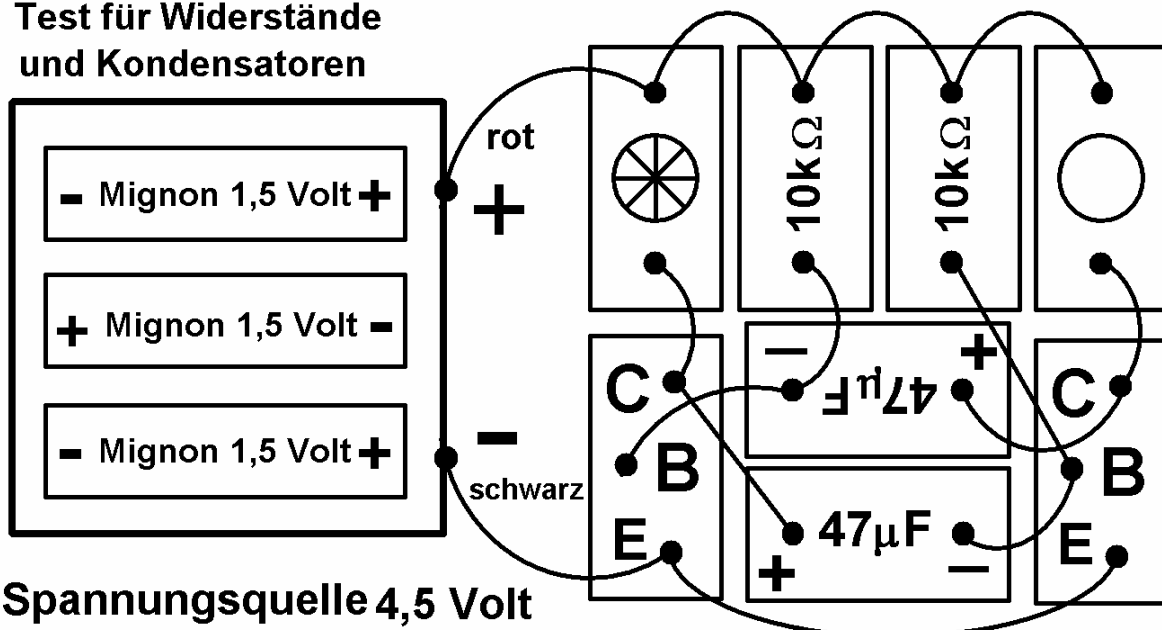 Test für Widerstände
und Kondensatoren
- Mignon 1,5 Volt +
+ Mignon 1,5 Volt -
- Mignon 1,5 Volt +
rot
+
-
schwarz
Spannungsquelle 4,5 Volt
10kΩ
10kΩ
C
B
E
- 47µF +
47µF
+ -
C
B
E